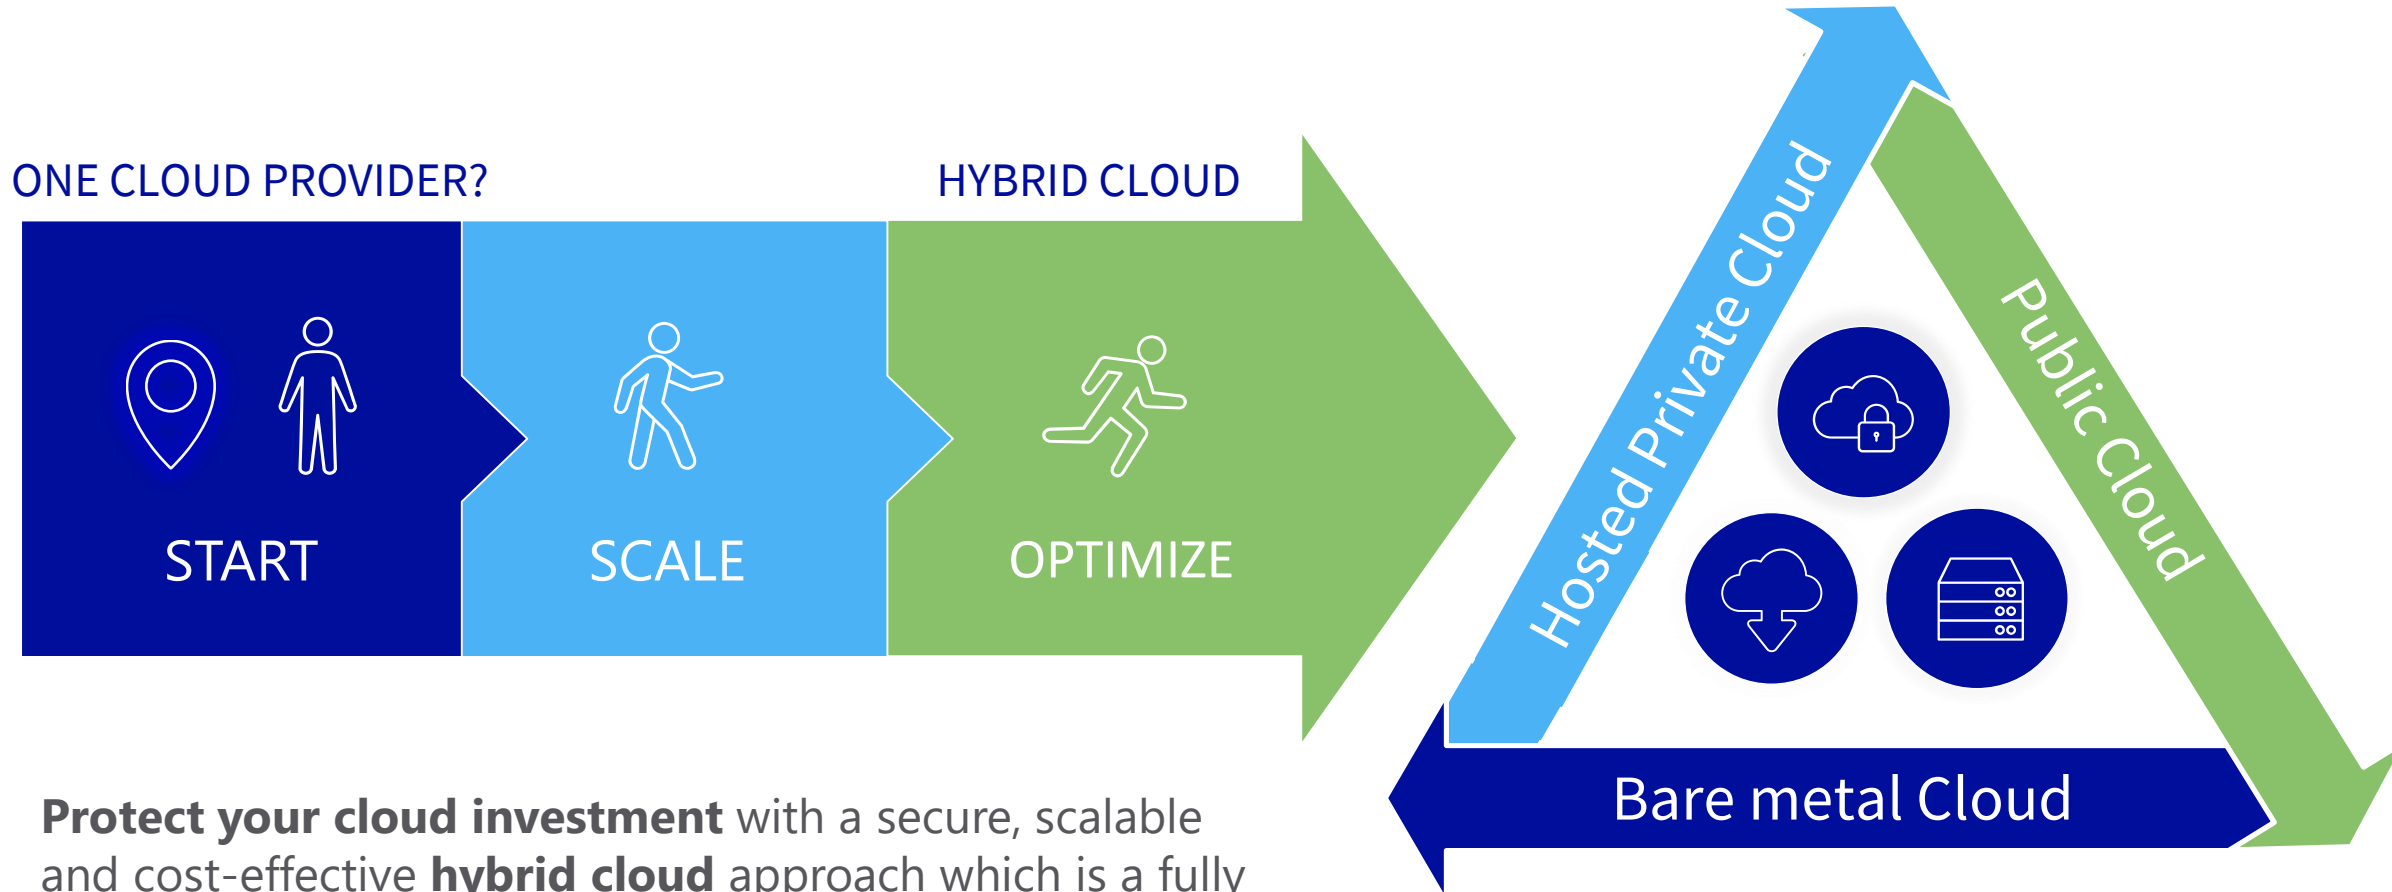 ONE CLOUD PROVIDER?
HYBRID CLOUD
START
SCALE
OPTIMIZE
Hosted Private Cloud
Public Cloud
Bare metal Cloud
Protect your cloud investment with a secure, scalable
and cost-effective hybrid cloud approach which is a fully